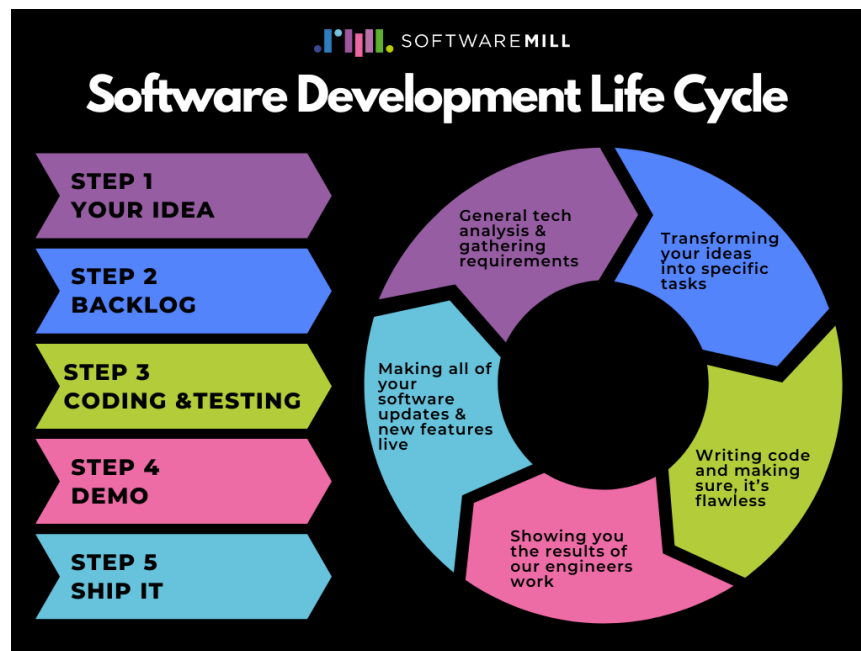 SOFTWAREMILL
Software Development Life Cycle
STEP 1
YOUR IDEA
STEP 2
BACKLOG
STEP 3
CODING &TESTING
STEP 4
DEMO
STEP 5
SHIP IT
General tech
analysis &
gathering
requirements
Transforming
your ideas
into specific
tasks
Writing code
and making
sure, it's
flawless
Showing you
the results of
our engineers
work
Making all of
your
software
updates &
new features
live